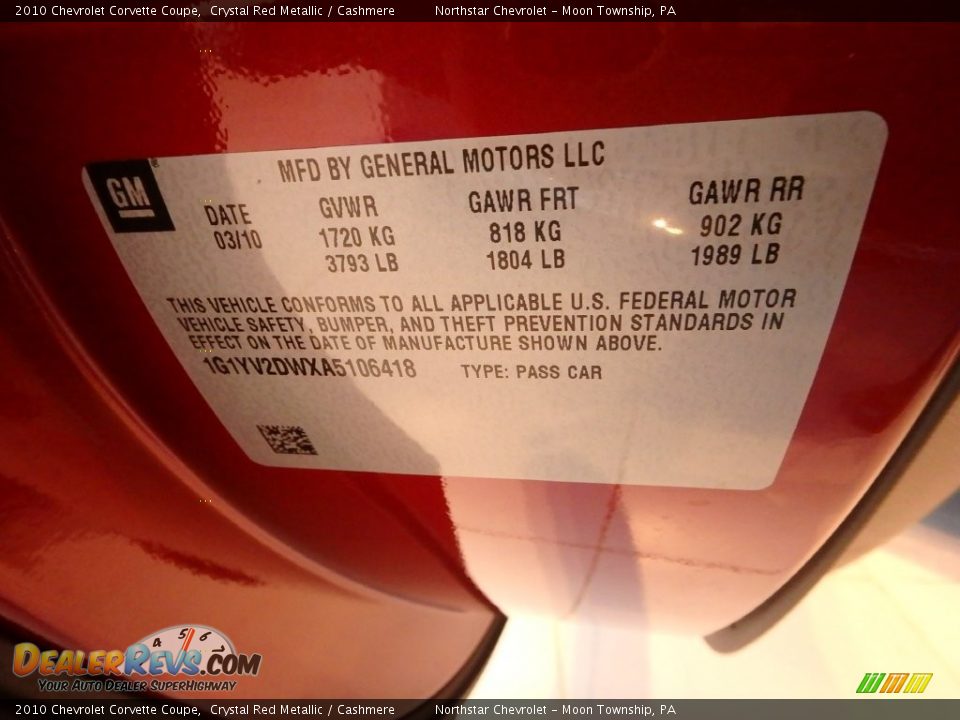 2010 Chevrolet Corvette Coupe, Crystal Red Metallic / Cashmere Northstar Chevrolet - Moon Township, PA
MFD BY GENERAL MOTORS LLC
GM
DATE GVWR GAWR FRT GAWR RR
03/10 1720 KG 818 KG 902 KG
3793 LB 1804 LB 1989 LB
THIS VEHICLE CONFORMS TO ALL APPLICABLE U.S. FEDERAL MOTOR
VEHICLE SAFETY, BUMPER, AND THEFT PREVENTION STANDARDS IN
EFFECT ON THE DATE OF MANUFACTURE SHOWN ABOVE.
1G1YV2DWXA5106418 TYPE: PASS CAR
4 5 6
DEALERREVS.COM
YOUR AUTO DEALER SUPERHIGHWAY
2010 Chevrolet Corvette Coupe, Crystal Red Metallic / Cashmere Northstar Chevrolet - Moon Township, PA